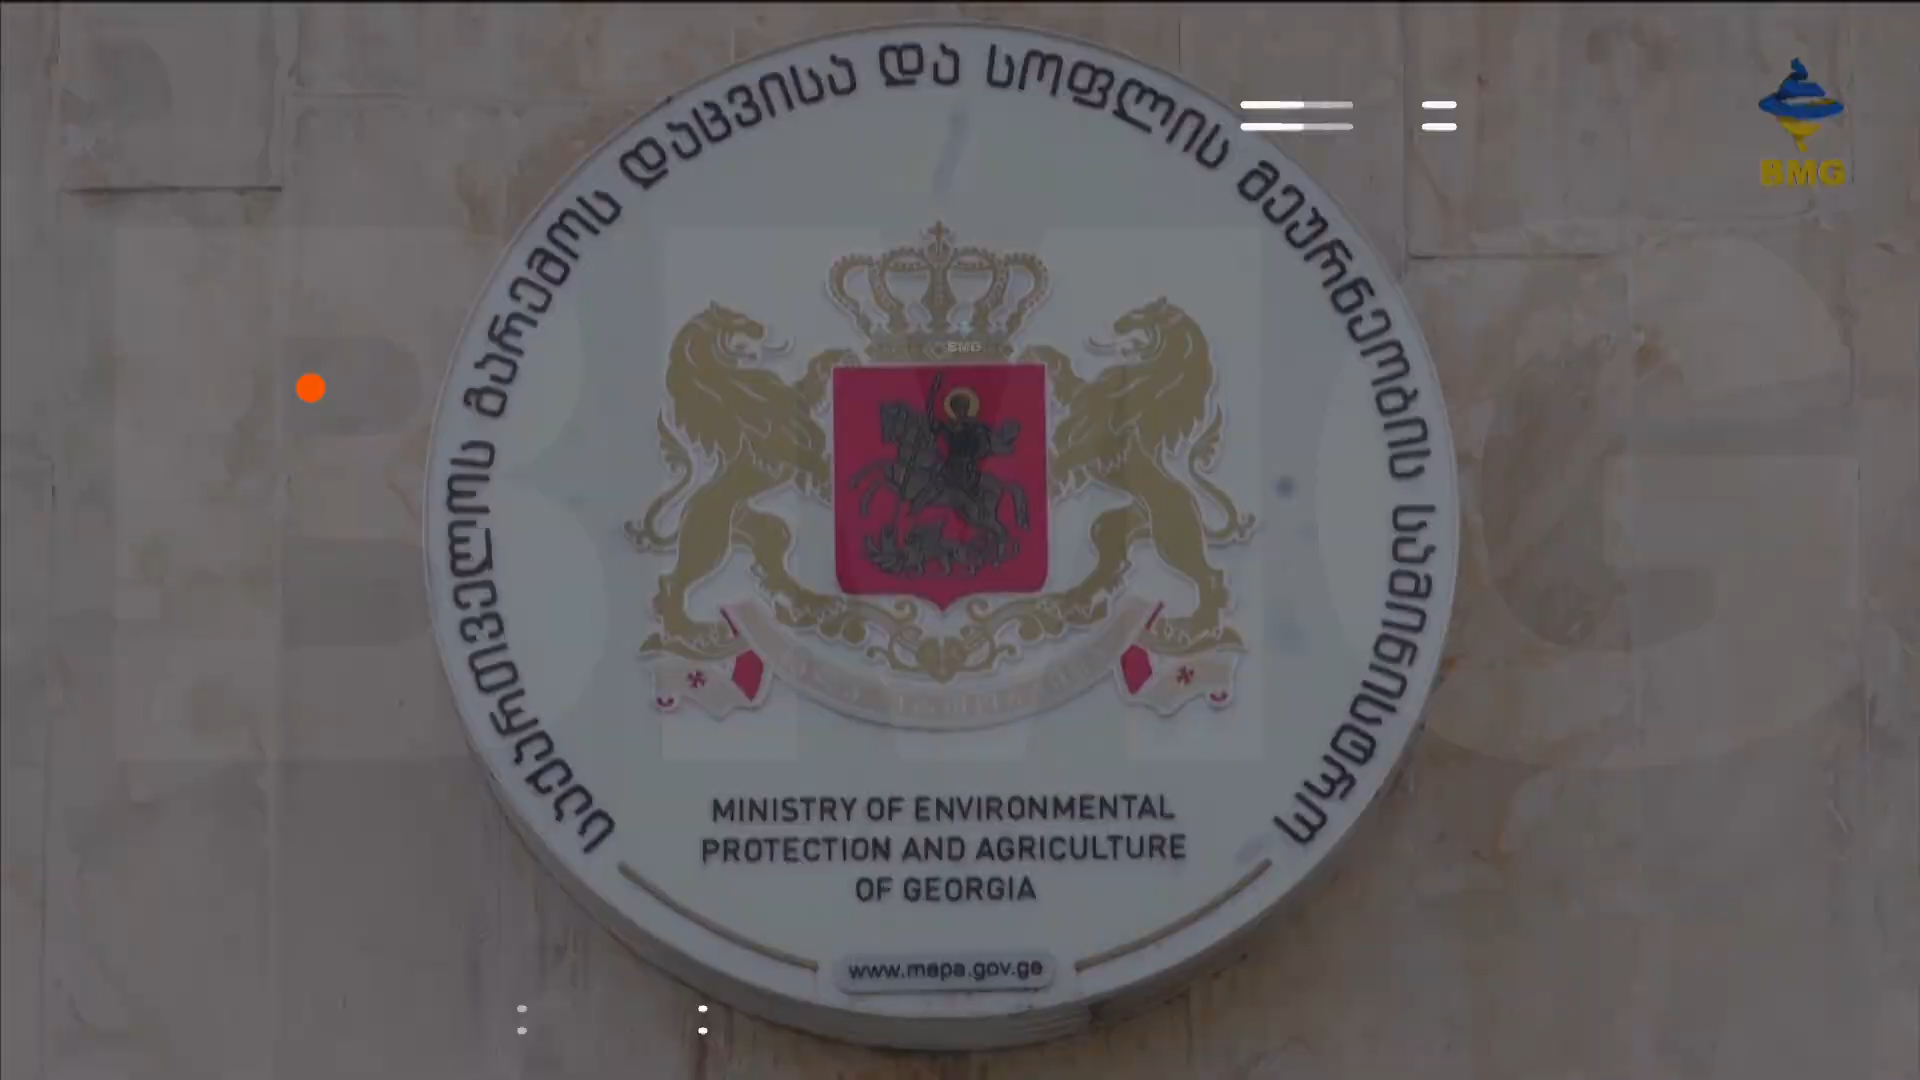 საქართველოს გარემოს დაცვისა და სოფლის მეურნეობის სამინისტრო
BMG
BMG
MINISTRY OF ENVIRONMENTAL
PROTECTION AND AGRICULTURE
OF GEORGIA
www.mepa.gov.ge